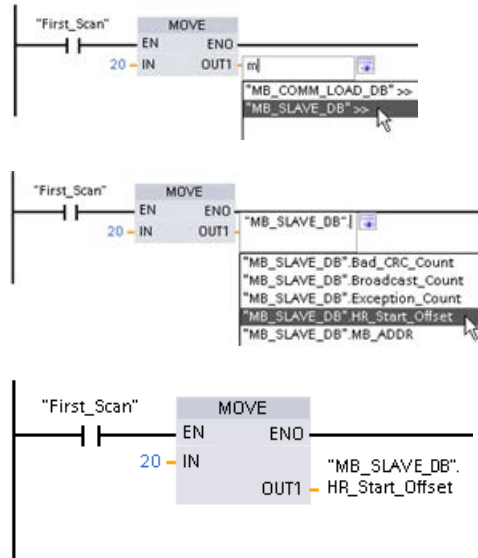 "First_Scan"
MOVE
EN ENO
20 IN OUT1 m
"MB_COMM_LOAD_DB" >>
"MB_SLAVE_DB" >>
"First_Scan"
MOVE
EN ENO
"MB_SLAVE_DB".
20 IN OUT1
"MB_SLAVE_DB".Bad_CRC_Count
"MB_SLAVE_DB".Broadcast_Count
"MB_SLAVE_DB".Exception_Count
"MB_SLAVE_DB".HR_Start_Offset
"MB_SLAVE_DB".MB_ADDR
"First_Scan"
MOVE
EN ENO
20 IN
"MB_SLAVE_DB".
OUT1 HR_Start_Offset